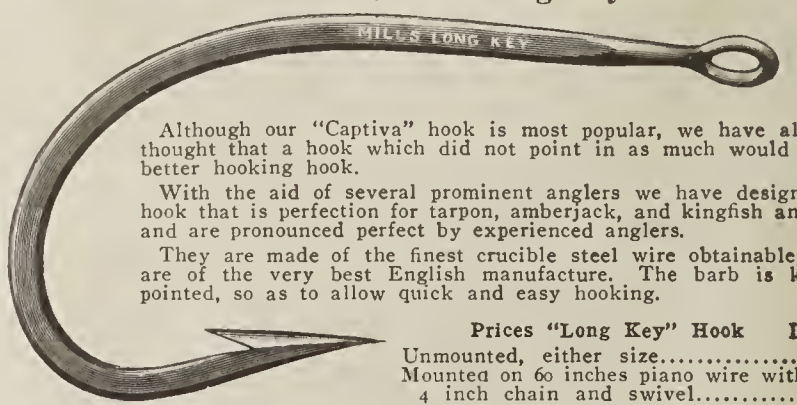 MILLS LONG KEY
Although our "Captiva" hook is most popular, we have al
thought that a hook which did not point in as much would
better hooking hook.
With the aid of several prominent anglers we have design
hook that is perfection for tarpon, amberjack, and kingfish an
and are pronounced perfect by experienced anglers.
They are made of the finest crucible steel wire obtainable
are of the very best English manufacture. The barb is k
pointed, so as to allow quick and easy hooking.
Prices "Long Key" Hook
Unmounted, either size...............
Mounted on 60 inches piano wire with
4 inch chain and swivel..........